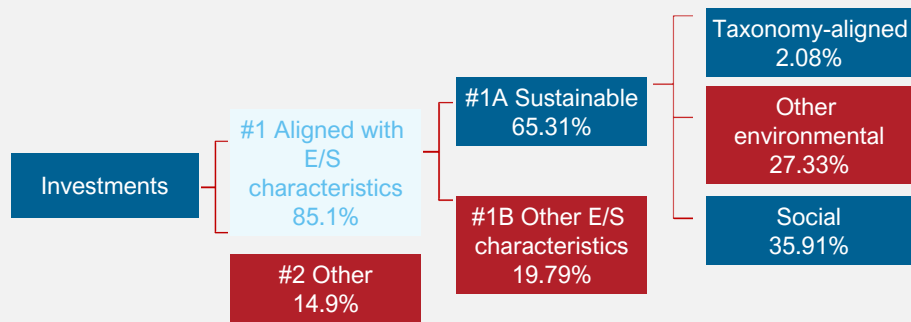 Investments
#1 Aligned with
E/S
characteristics
85.1%
#2 Other
14.9%
#1A Sustainable
65.31%
#1B Other E/S
characteristics
19.79%
Taxonomy-aligned
2.08%
Other
environmental
27.33%
Social
35.91%